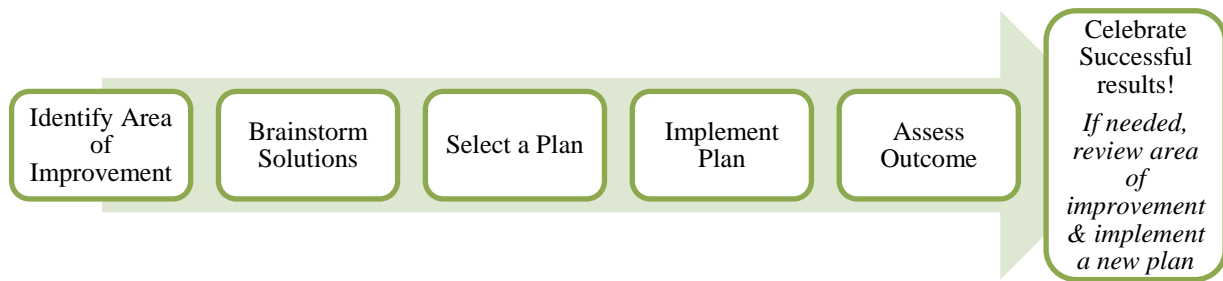 Identify Area
of
Improvement
Brainstorm
Solutions
Select a Plan
Implement
Plan
Assess
Outcome
Celebrate
Successful
results!
If needed,
review area
of
improvement
& implement
a new plan